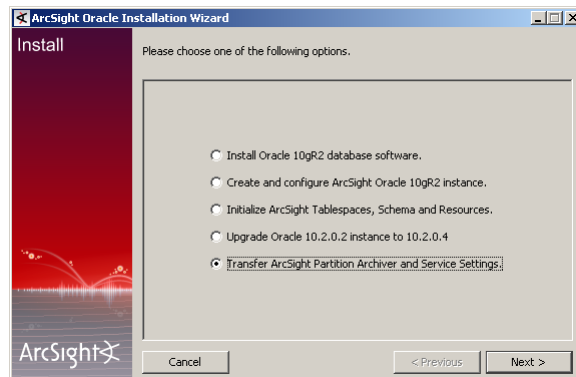 ArcSight Oracle Installation Wizard
Install
Please choose one of the following options.
Install Oracle 10gR2 database software.
Create and configure ArcSight Oracle 10gR2 instance.
Initialize ArcSight Tablespaces, Schema and Resources.
Upgrade Oracle 10.2.0.2 instance to 10.2.0.4
Transfer ArcSight Partition Archiver and Service Settings.
ArcSight
Cancel
< Previous
Next >